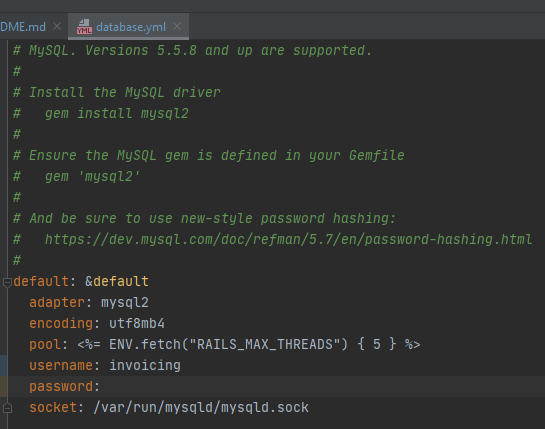 DME.md
YML
database.yml
# MySQL. Versions 5.5.8 and up are supported.
#
# Install the MySQL driver
#   gem install mysql2
#
# Ensure the MySQL gem is defined in your Gemfile
#   gem 'mysql2'
#
# And be sure to use new-style password hashing:
#   https://dev.mysql.com/doc/refman/5.7/en/password-hashing.html
#
default: &default
  adapter: mysql2
  encoding: utf8mb4
  pool: <%= ENV.fetch("RAILS_MAX_THREADS") { 5 } %>
  username: invoicing
  password:
  socket: /var/run/mysqld/mysqld.sock